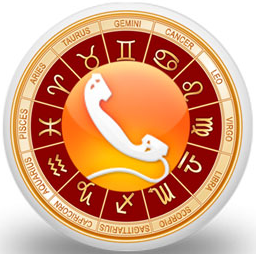 GEMINI
CANCER
LEO
VIRGO
LIBRA
SCORPIO
SAGITTARIUS
CAPRICORN
AQUARIUS
PISCES
ARIES
TAURUS